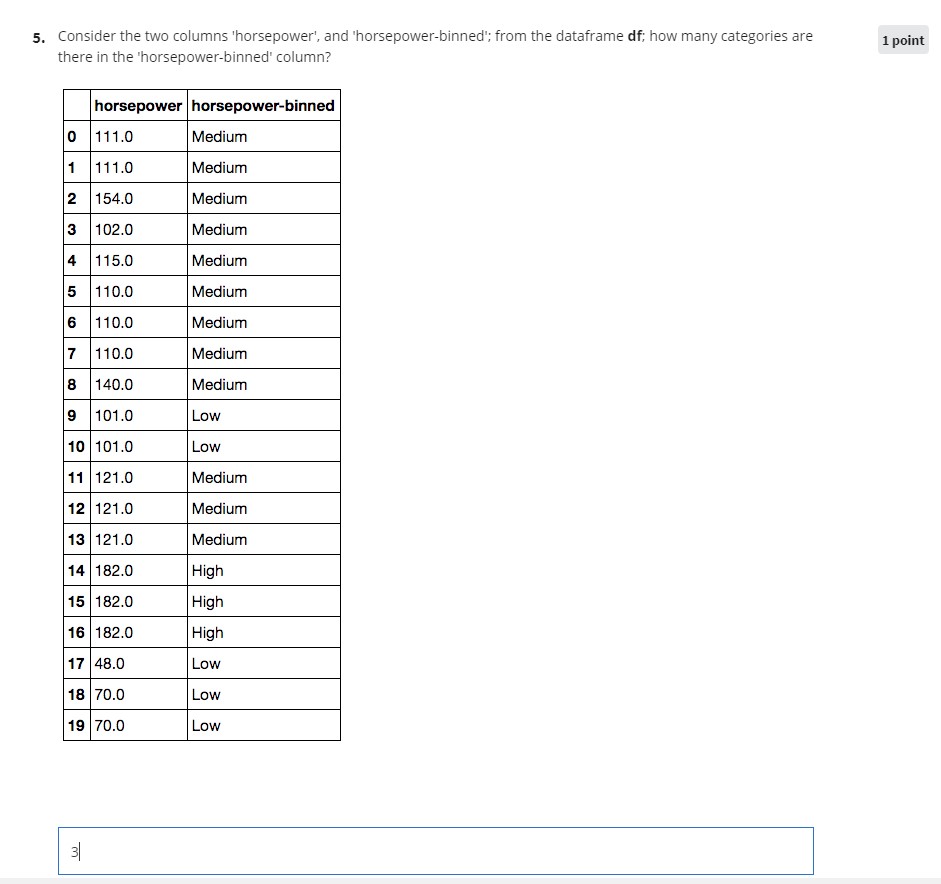 5. Consider the two columns 'horsepower', and 'horsepower-binned'; from the dataframe df; how many categories are
there in the 'horsepower-binned' column?
1 point
horsepower horsepower-binned
0 111.0 Medium
1 111.0 Medium
2 154.0 Medium
3 102.0 Medium
4 115.0 Medium
5 110.0 Medium
6 110.0 Medium
7 110.0 Medium
8 140.0 Medium
9 101.0 Low
10 101.0 Low
11 121.0 Medium
12 121.0 Medium
13 121.0 Medium
14 182.0 High
15 182.0 High
16 182.0 High
17 48.0 Low
18 70.0 Low
19 70.0 Low
3